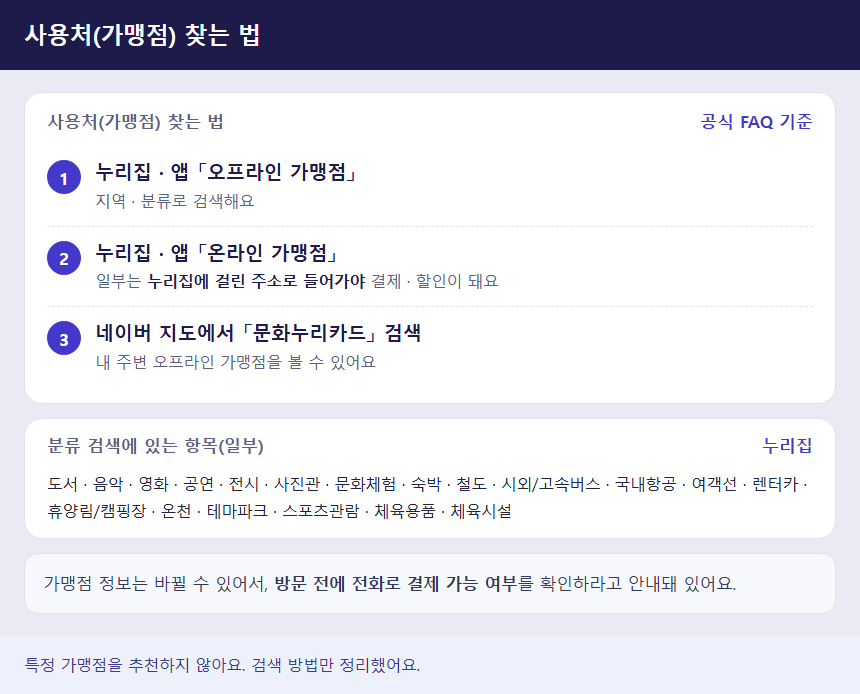 사용처(가맹점) 찾는 법
사용처(가맹점) 찾는 법
공식 FAQ 기준
1
누리집 · 앱 「오프라인 가맹점」
지역 · 분류로 검색해요
2
누리집 · 앱 「온라인 가맹점」
일부는 누리집에 걸린 주소로 들어가야 결제 · 할인이 돼요
3
네이버 지도에서 「문화누리카드」 검색
내 주변 오프라인 가맹점을 볼 수 있어요
분류 검색에 있는 항목(일부)
누리집
도서 · 음악 · 영화 · 공연 · 전시 · 사진관 · 문화체험 · 숙박 · 철도 · 시외/고속버스 · 국내항공 · 여객선 · 렌터카 ·
휴양림/캠핑장 · 온천 · 테마파크 · 스포츠관람 · 체육용품 · 체육시설
가맹점 정보는 바뀔 수 있어서, 방문 전에 전화로 결제 가능 여부를 확인하라고 안내돼 있어요.
특정 가맹점을 추천하지 않아요. 검색 방법만 정리했어요.